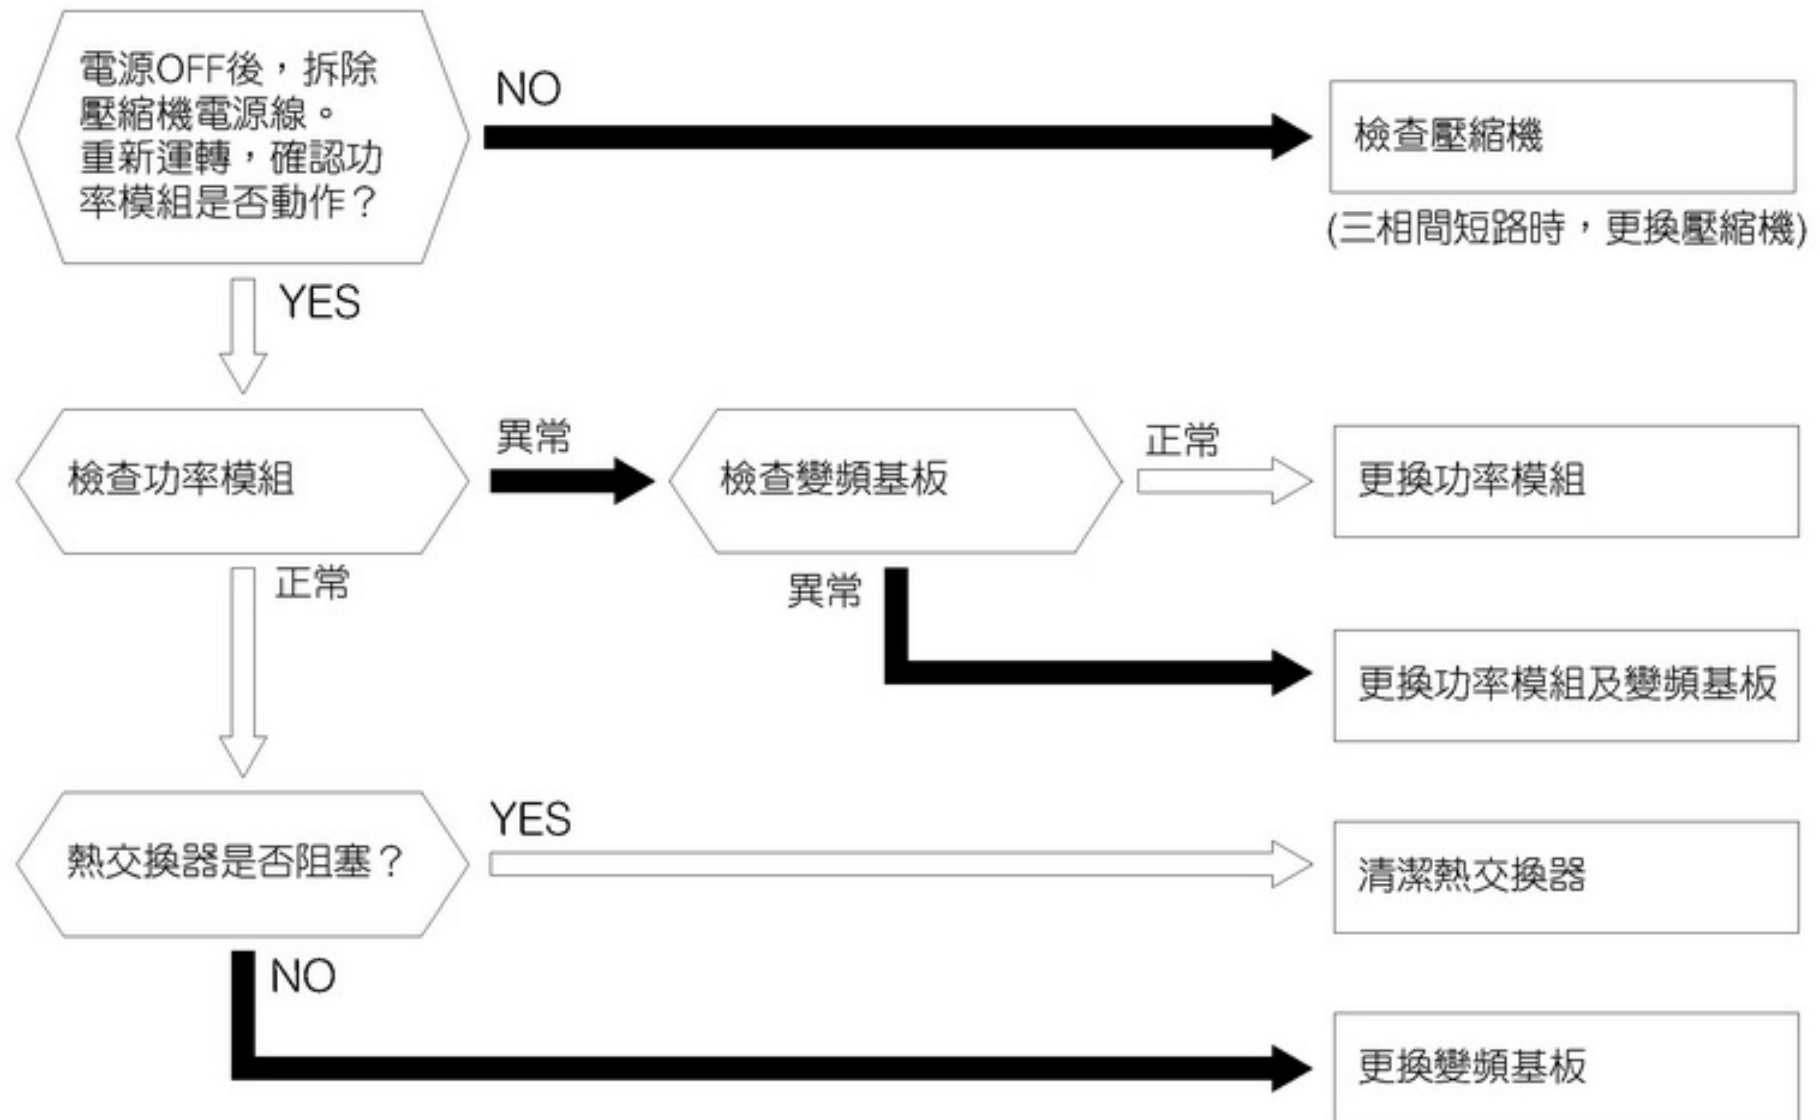 電源OFF後，拆除
壓縮機電源線。
重新運轉，確認功
率模組是否動作？
NO
檢查壓縮機
(三相間短路時，更換壓縮機)
YES
檢查功率模組
異常
檢查變頻基板
正常
更換功率模組
正常
異常
更換功率模組及變頻基板
熱交換器是否阻塞？
YES
清潔熱交換器
NO
更換變頻基板